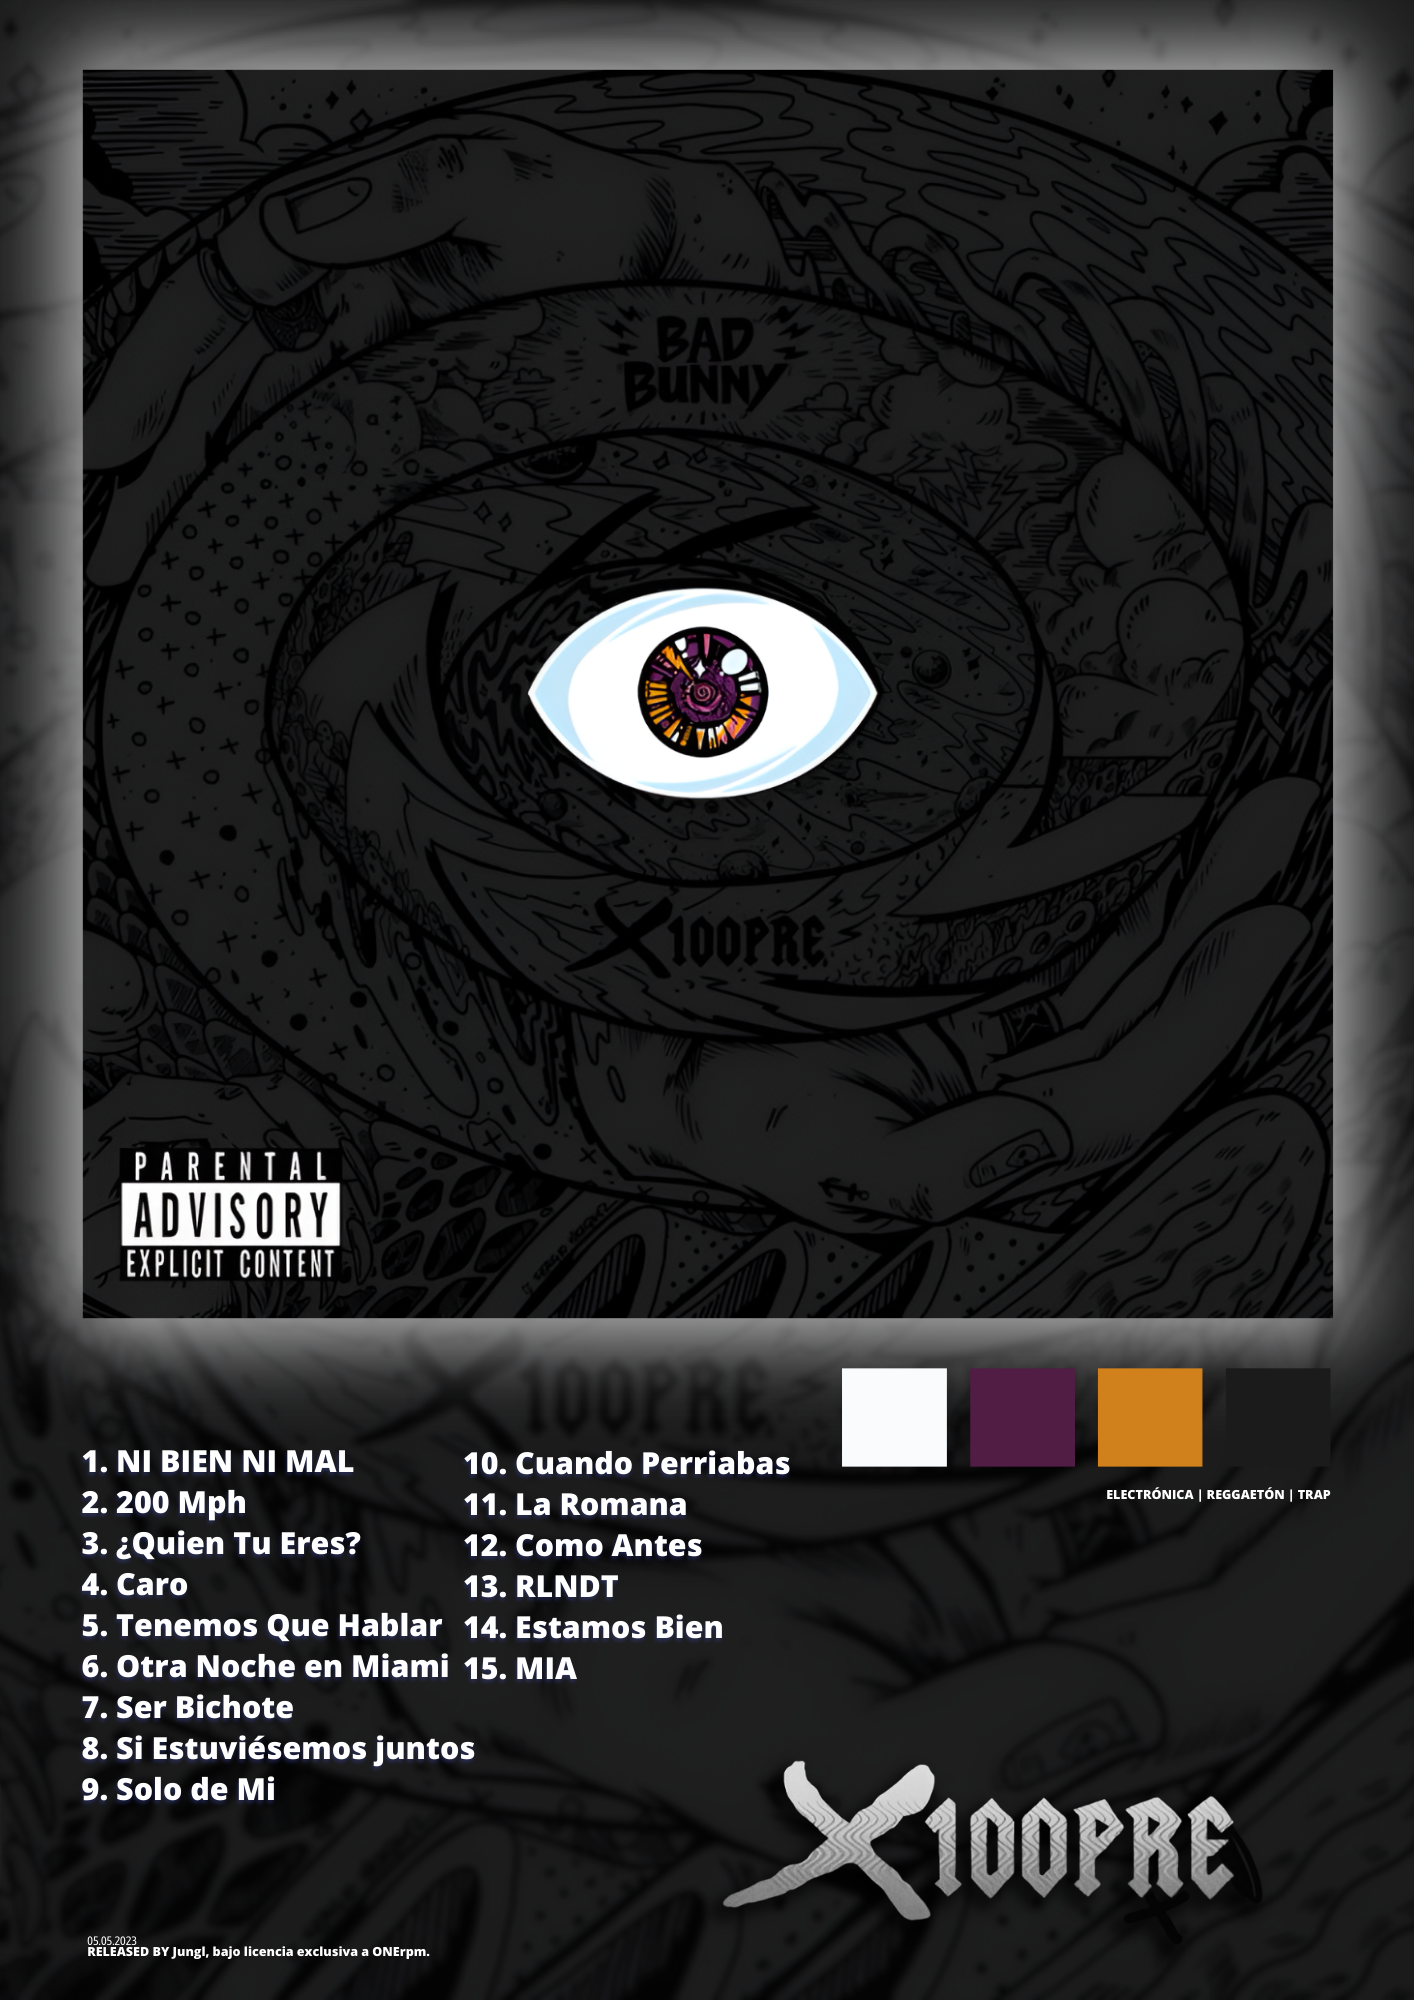 BAD
BUNNY
X100PRE
PARENTAL
ADVISORY
EXPLICIT CONTENT
X100PRE
1. NI BIEN NI MAL
2. 200 Mph
3. ¿Quien Tu Eres?
4. Caro
5. Tenemos Que Hablar
6. Otra Noche en Miami
7. Ser Bichote
8. Si Estuviésemos juntos
9. Solo de Mi
10. Cuando Perriabas
11. La Romana
12. Como Antes
13. RLNDT
14. Estamos Bien
15. MIA
ELECTRÓNICA | REGGAETÓN | TRAP
X100PRE
05.05.2023
RELEASED BY Jungl, bajo licencia exclusiva a ONErpm.